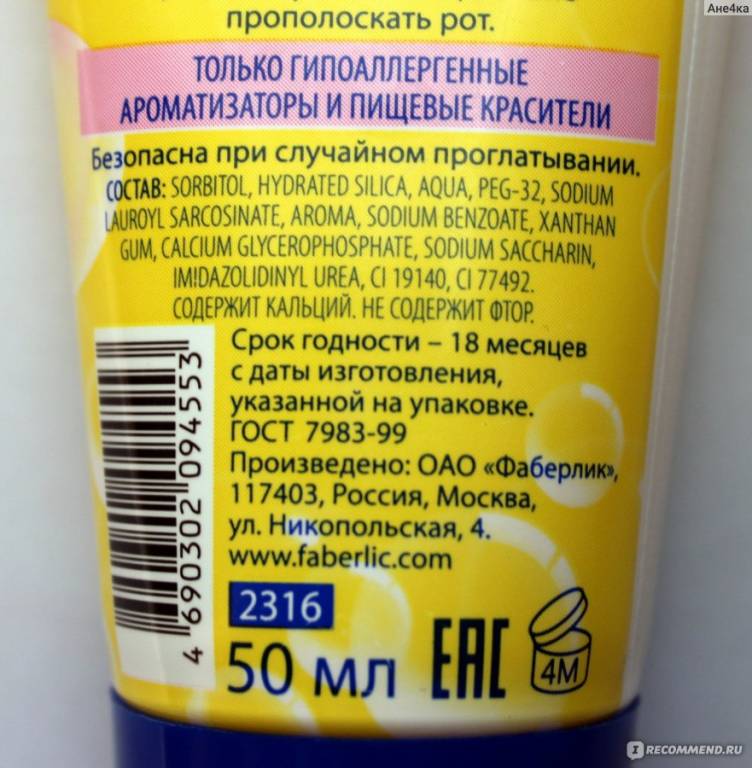 Ане4ка
прополоскать рот.
ТОЛЬКО ГИПОАЛЛЕРГЕННЫЕ
АРОМАТИЗАТОРЫ И ПИЩЕВЫЕ КРАСИТЕЛИ
Безопасна при случайном проглатывании.
СОСТАВ: SORBITOL, HYDRATED SILICA, AQUA, PEG-32, SODIUM
LAUROYL SARCOSINATE, AROMA, SODIUM BENZOATE, XANTHAN
GUM, CALCIUM GLYCEROPHOSPHATE, SODIUM SACCHARIN,
IMIDAZOLIDINYL UREA, CI 19140, CI 77492.
СОДЕРЖИТ КАЛЬЦИЙ. НЕ СОДЕРЖИТ ФТОР.
Срок годности – 18 месяцев
с даты изготовления,
указанной на упаковке.
ГОСТ 7983-99
Произведено: ОАО «Фаберлик»,
117403, Россия, Москва,
ул. Никопольская, 4.
www.faberlic.com
4 690302 094553
2316
50 мл
EAC
4M
IRECOMMEND.RU